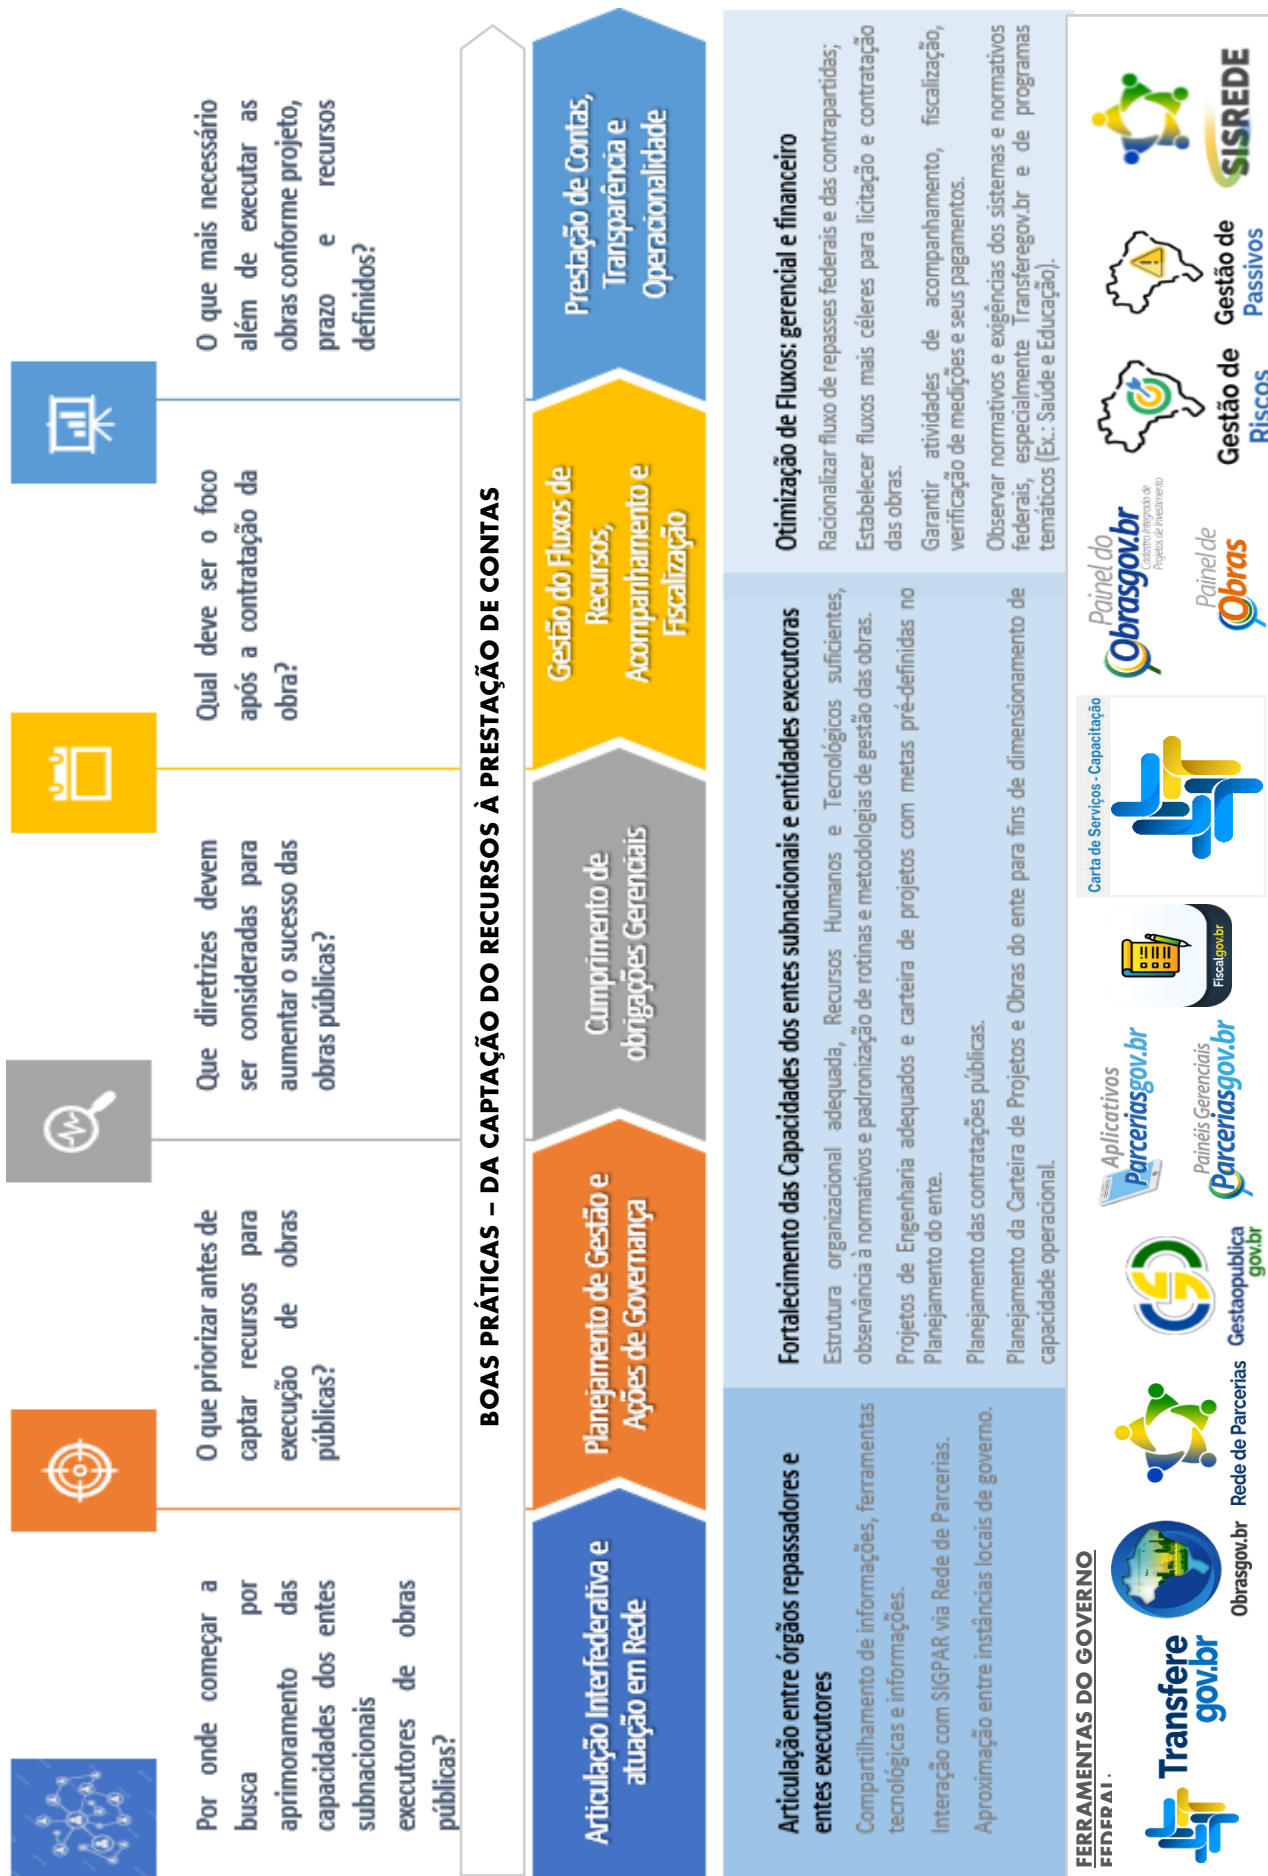 Por onde começar a
busca por
aprimoramento das
capacidades dos entes
subnacionais
executores de obras
públicas?
O que priorizar antes de
captar recursos para
execução de obras
públicas?
Que diretrizes devem
ser consideradas para
aumentar o sucesso das
obras públicas?
Qual deve ser o foco
após a contratação da
obra?
O que mais necessário
além de executar as
obras conforme projeto,
prazo e recursos
definidos?
BOAS PRÁTICAS – DA CAPTAÇÃO DO RECURSOS À PRESTAÇÃO DE CONTAS
Articulação Interfederativa e
atuação em Rede
Planejamento de Gestão e
Ações de Governança
Cumprimento de
obrigações Gerenciais
Gestão do Fluxos de
Recursos,
Acompanhamento e
Fiscalização
Prestação de Contas,
Transparência e
Operacionalidade
Articulação entre órgãos repassadores e
entes executores
Compartilhamento de informações, ferramentas
tecnológicas e informações.
Interação com SIGPAR via Rede de Parcerias.
Aproximação entre instâncias locais de governo.
Fortalecimento das Capacidades dos entes subnacionais e entidades executoras
Estrutura organizacional adequada, Recursos Humanos e Tecnológicos suficientes,
observância à normativos e padronização de rotinas e metodologias de gestão das obras.
Projetos de Engenharia adequados e carteira de projetos com metas pré-definidas no
Planejamento do ente.
Planejamento das contratações públicas.
Planejamento da Carteira de Projetos e Obras do ente para fins de dimensionamento de
capacidade operacional.
Otimização de Fluxos: gerencial e financeiro
Racionalizar fluxo de repasses federais e das contrapartidas;
Estabelecer fluxos mais céleres para licitação e contratação
das obras.
Garantir atividades de acompanhamento, fiscalização,
verificação de medições e seus pagamentos.
Observar normativos e exigências dos sistemas e normativos
federais, especialmente Transferegov.br e de programas
temáticos (Ex.: Saúde e Educação).
FERRAMENTAS DO GOVERNO
FEDERAL:
Transfere
gov.br
Obrasgov.br
Rede de Parcerias
Gestaopublica
gov.br
Aplicativos
Parceriasgov.br
Painéis Gerenciais
Parceriasgov.br
Fiscalgov.br
Carta de Serviços - Capacitação
Painel do
Obrasgov.br
Cadastro Integrado de
Projetos de Investimento
Painel de
Obras
Gestão de
Riscos
Gestão de
Passivos
SISREDE